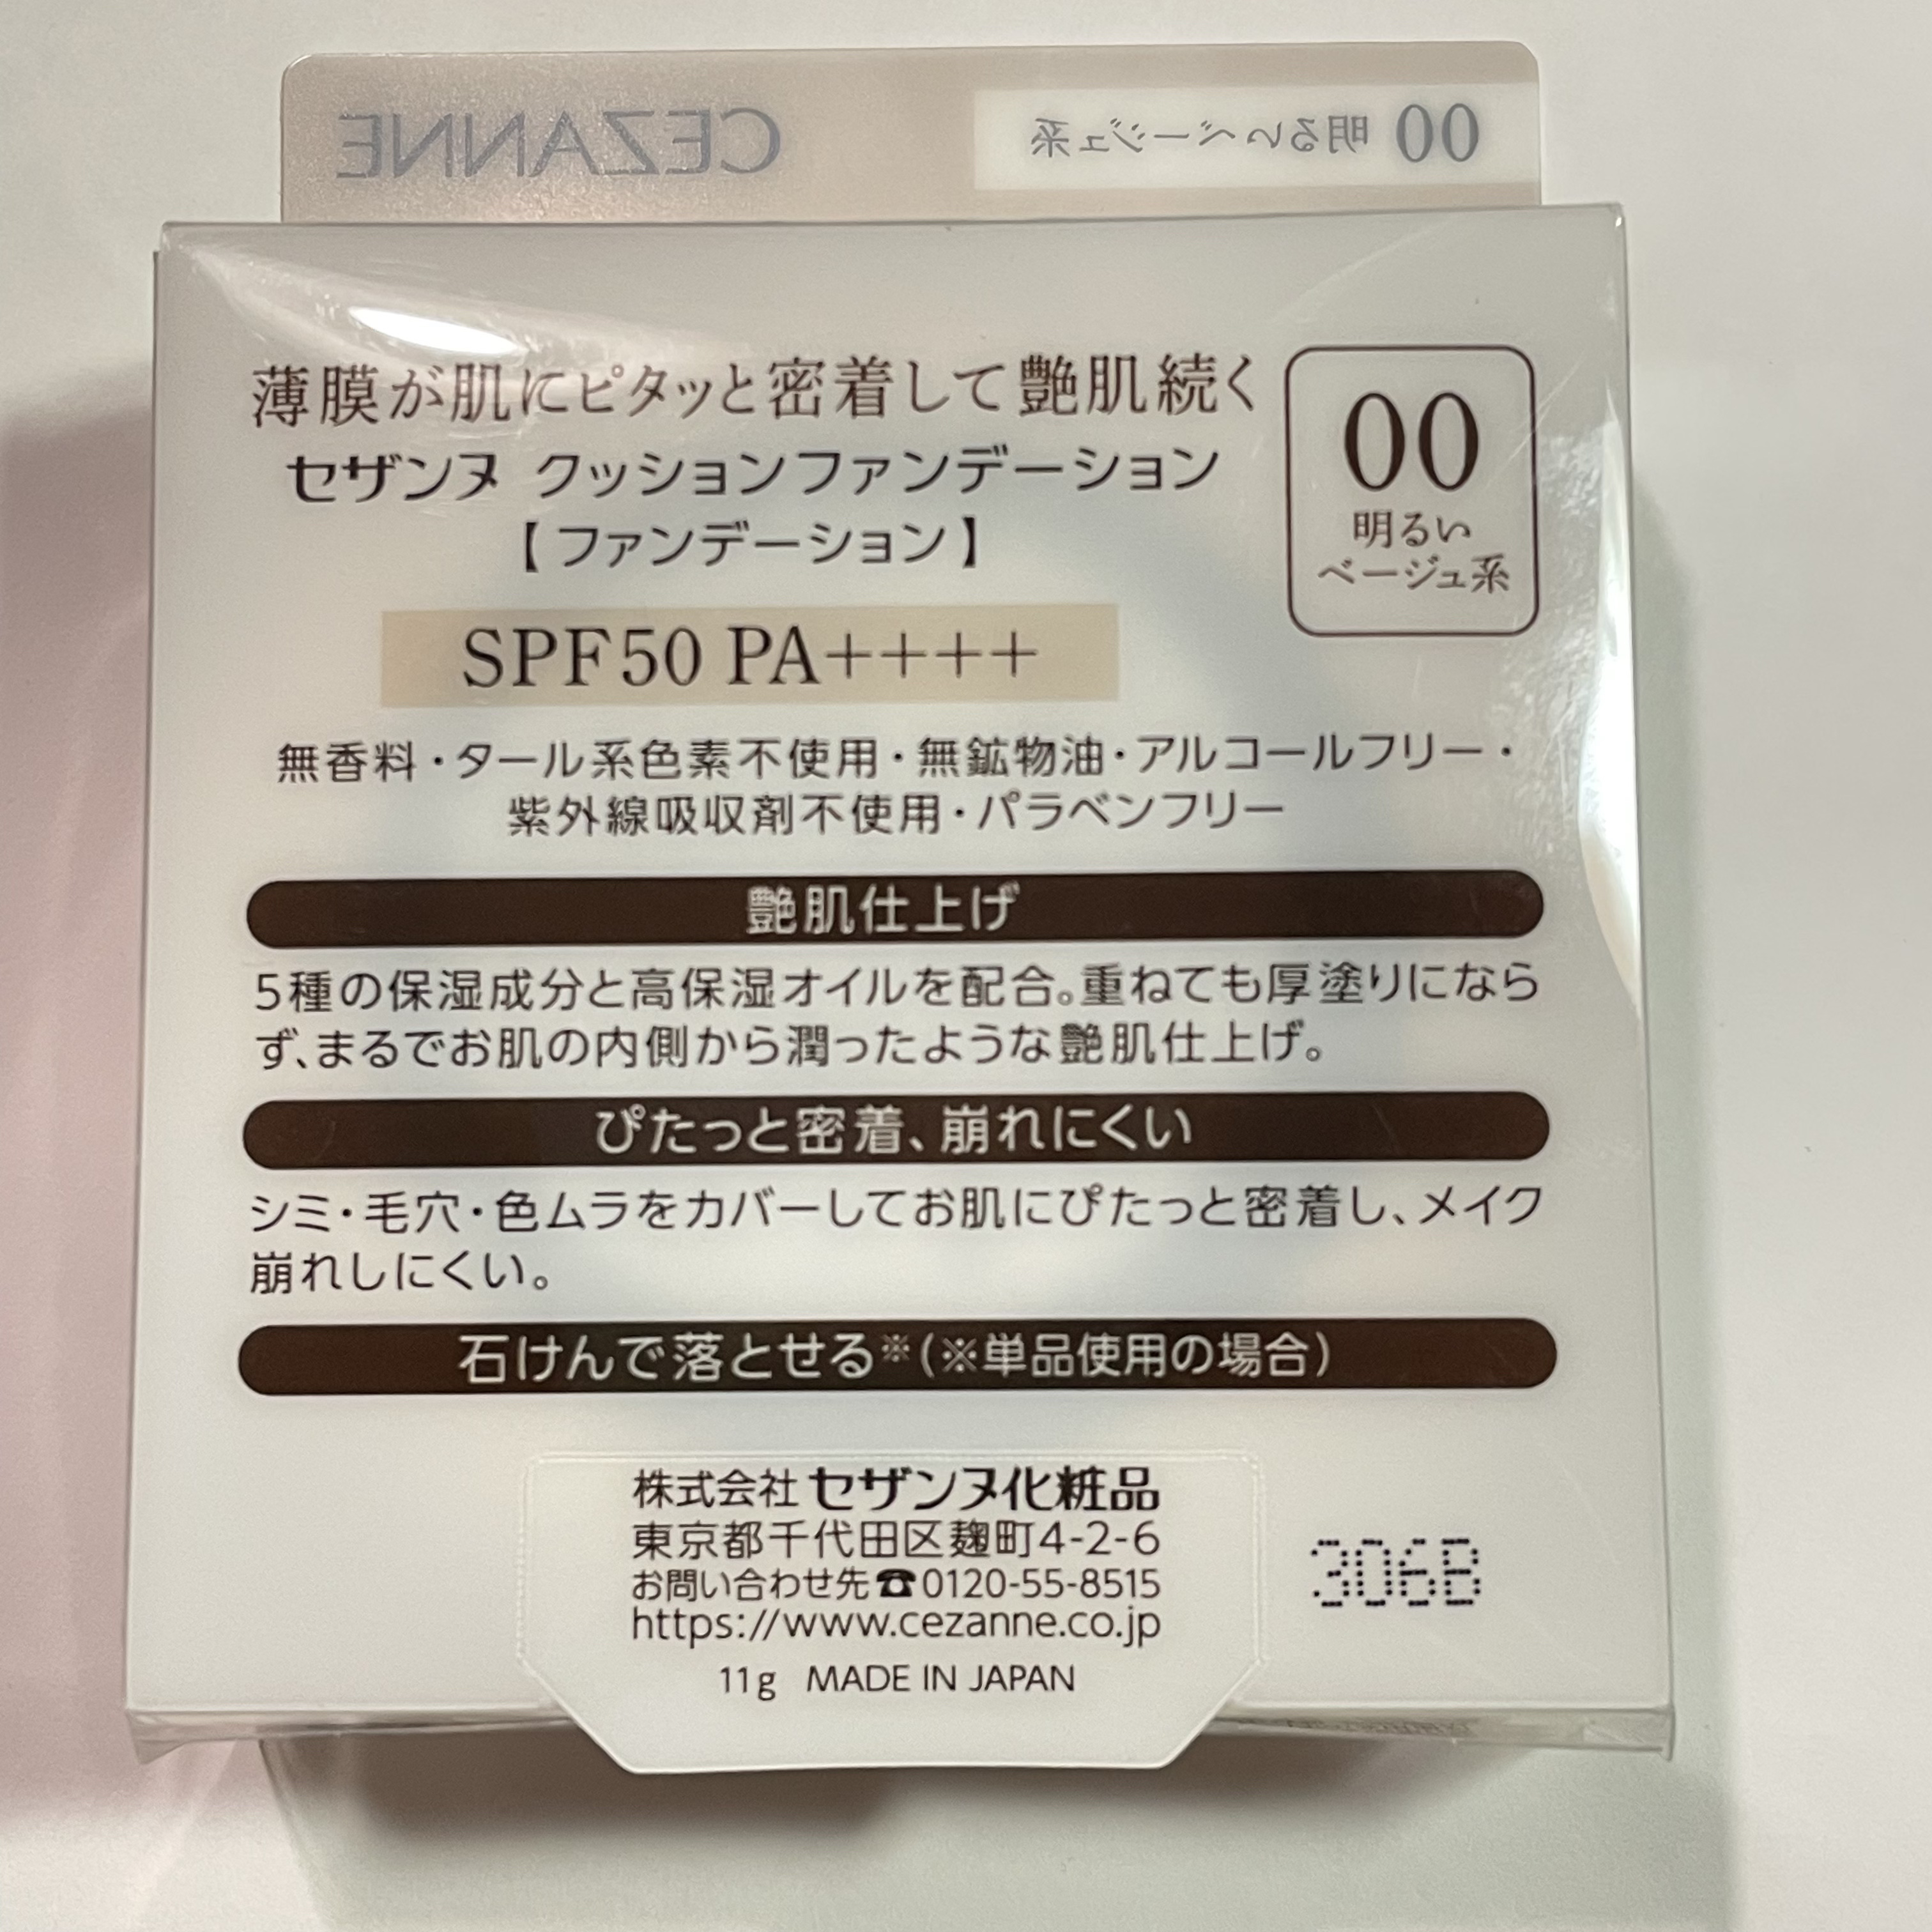 CEZANNE 00 明るいベージュ系
薄膜が肌にピタッと密着して艶肌続く
セザンヌ クッションファンデーション
【ファンデーション】
00
明るい
ベージュ系
SPF50 PA++++
無香料・タール系色素不使用・無鉱物油・アルコールフリー・
紫外線吸収剤不使用・パラベンフリー
艶肌仕上げ
5種の保湿成分と高保湿オイルを配合。重ねても厚塗りになら
ず、まるでお肌の内側から潤ったような艶肌仕上げ。
ぴたっと密着、崩れにくい
シミ・毛穴・色ムラをカバーしてお肌にぴたっと密着し、メイク
崩れしにくい。
石けんで落とせる※(※単品使用の場合)
株式会社 セザンヌ化粧品
東京都千代田区麹町4-2-6
お問い合わせ先☎0120-55-8515
https://www.cezanne.co.jp
11g MADE IN JAPAN
306B